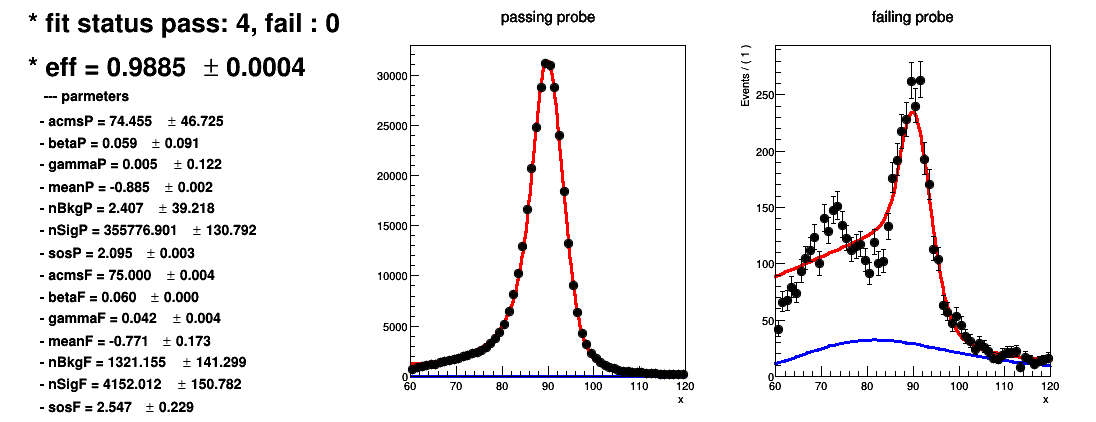 * fit status pass: 4, fail : 0
* eff = 0.9885 ± 0.0004
--- parmeters
- acmsP = 74.455 ± 46.725
- betaP = 0.059 ± 0.091
- gammaP = 0.005 ± 0.122
- meanP = -0.885 ± 0.002
- nBkgP = 2.407 ± 39.218
- nSigP = 355776.901 ± 130.792
- sosP = 2.095 ± 0.003
- acmsF = 75.000 ± 0.004
- betaF = 0.060 ± 0.000
- gammaF = 0.042 ± 0.004
- meanF = -0.771 ± 0.173
- nBkgF = 1321.155 ± 141.299
- nSigF = 4152.012 ± 150.782
- sosF = 2.547 ± 0.229
passing probe
30000
25000
20000
15000
10000
5000
0
60 70 80 90 100 110 120
x
failing probe
Events / ( 1 )
250
200
150
100
50
0
60 70 80 90 100 110 120
x